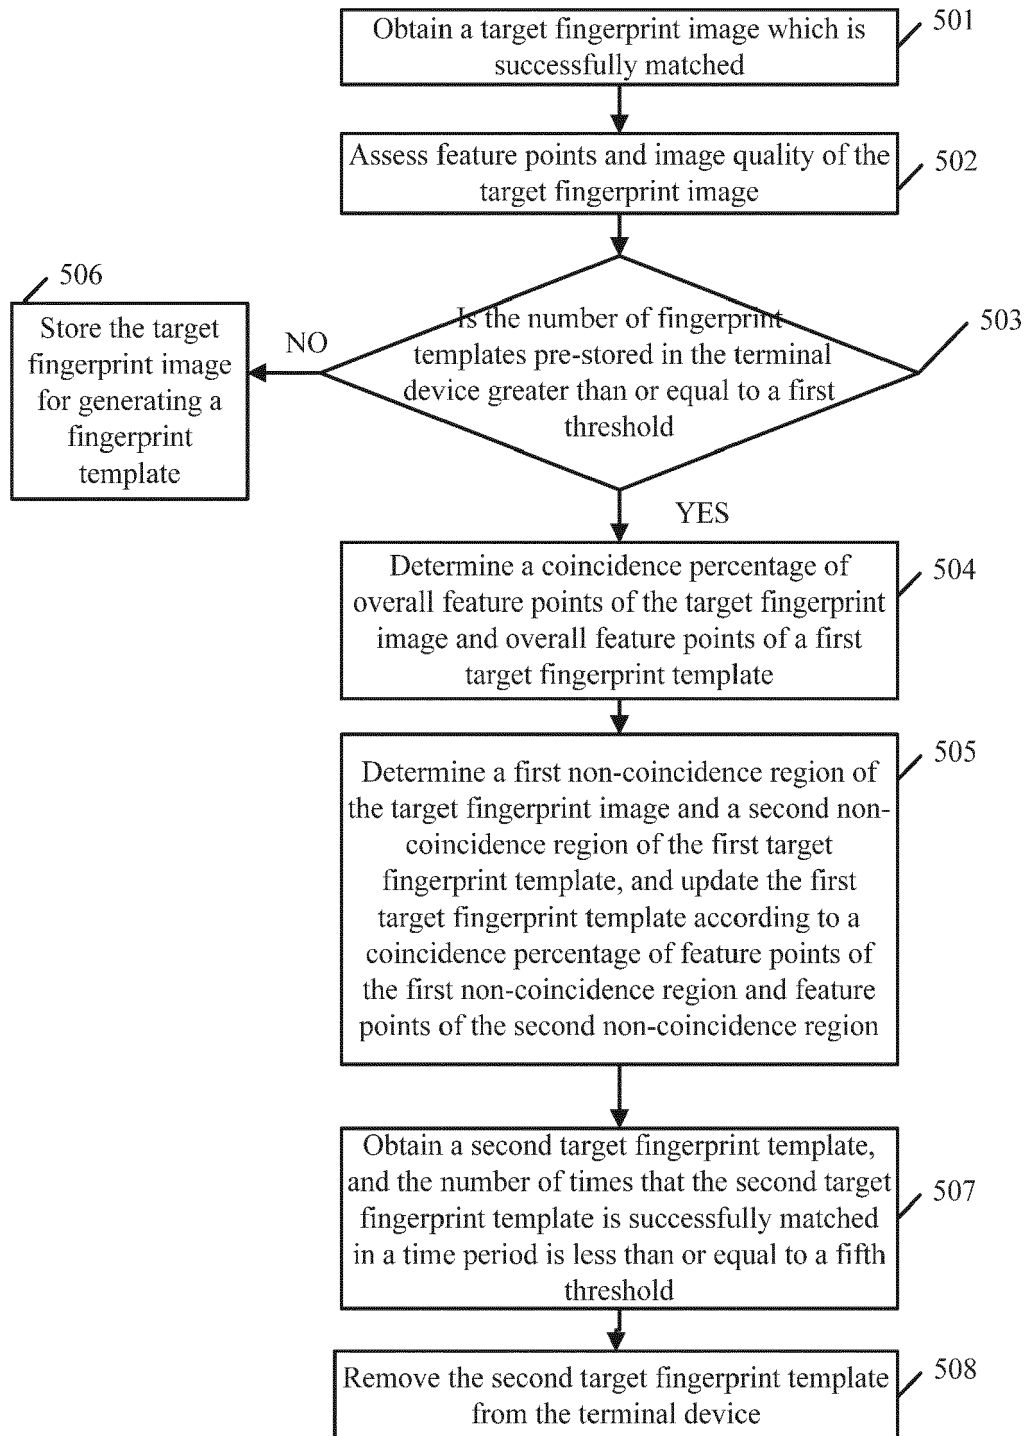 Obtain a target fingerprint image which is
successfully matched
501
Assess feature points and image quality of the
target fingerprint image
502
Is the number of fingerprint
templates pre-stored in the terminal
device greater than or equal to a first
threshold
503
NO
506
Store the target
fingerprint image
for generating a
fingerprint
template
YES
Determine a coincidence percentage of
overall feature points of the target fingerprint
image and overall feature points of a first
target fingerprint template
504
Determine a first non-coincidence region of
the target fingerprint image and a second non-
coincidence region of the first target
fingerprint template, and update the first
target fingerprint template according to a
coincidence percentage of feature points of
the first non-coincidence region and feature
points of the second non-coincidence region
505
Obtain a second target fingerprint template,
and the number of times that the second target
fingerprint template is successfully matched
in a time period is less than or equal to a fifth
threshold
507
Remove the second target fingerprint template
from the terminal device
508